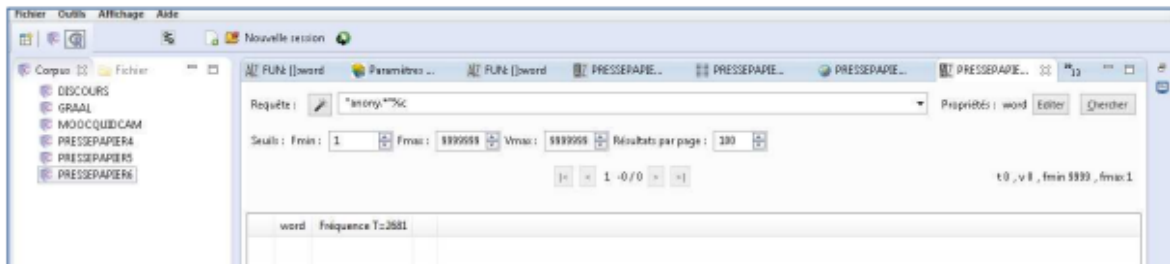 Fichier Outils Affichage Aide
Nouvelle session
Corpus Fichier
DISCOURS
GRAAL
MOOCQUIDCAM
PRESSEPAPIER4
PRESSEPAPIER5
PRESSEPAPIER6
FUN: []word Paramètres ... FUN: []word PRESSEPAPIE... PRESSEPAPIE... PRESSEPAPIE... PRESSEPAPIE...
Requête : "anony.*"%c Propriétés : word Editer Chercher
Seuils : Fmin : 1 Fmax : 9999999 Vmax : 9999999 Résultats par page : 100
1 -0 / 0 t 0 , v 0 , fmin 9999 , fmax 1
word Fréquence T=2681